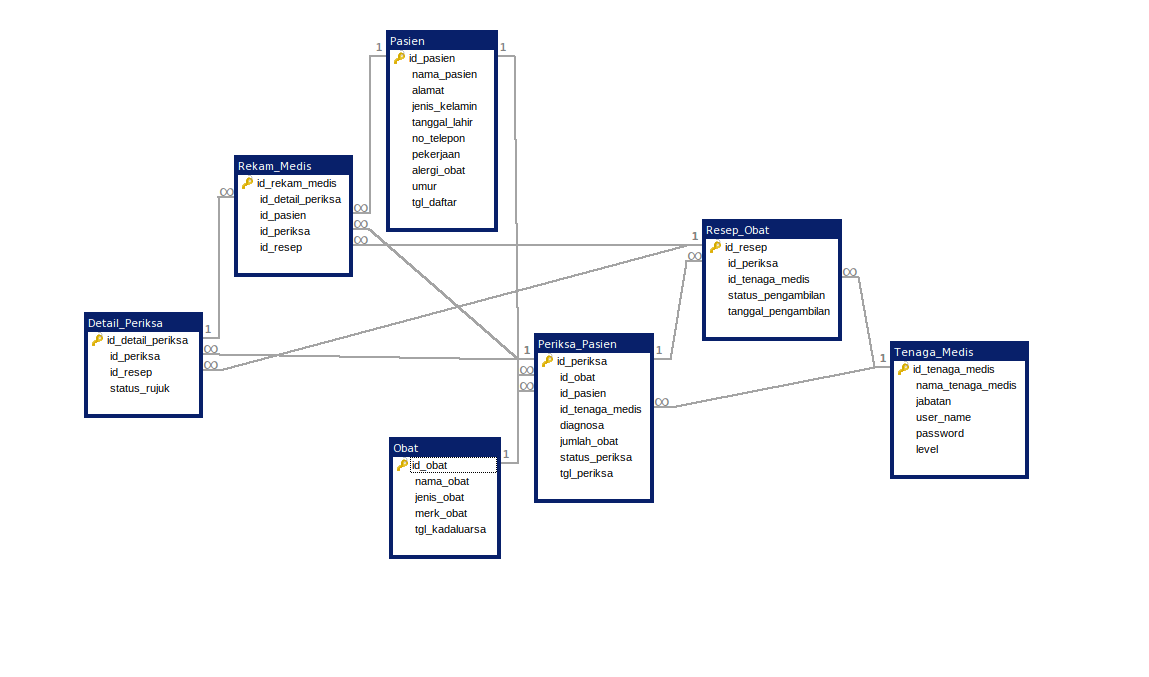 Pasien
1
1
id_pasien
nama_pasien
alamat
jenis_kelamin
tanggal_lahir
no_telepon
pekerjaan
alergi_obat
umur
tgl_daftar
Rekam_Medis
id_rekam_medis
id_detail_periksa
id_pasien
id_periksa
id_resep
∞
∞
∞
∞
Resep_Obat
1
id_resep
∞
id_periksa
id_tenaga_medis
∞
status_pengambilan
tanggal_pengambilan
Detail_Periksa
1
id_detail_periksa
∞
id_periksa
∞
id_resep
status_rujuk
Periksa_Pasien
1
1
id_periksa
∞
id_obat
∞
id_pasien
id_tenaga_medis
∞
diagnosa
jumlah_obat
status_periksa
tgl_periksa
Tenaga_Medis
1
id_tenaga_medis
nama_tenaga_medis
jabatan
user_name
password
level
Obat
1
id_obat
nama_obat
jenis_obat
merk_obat
tgl_kadaluarsa